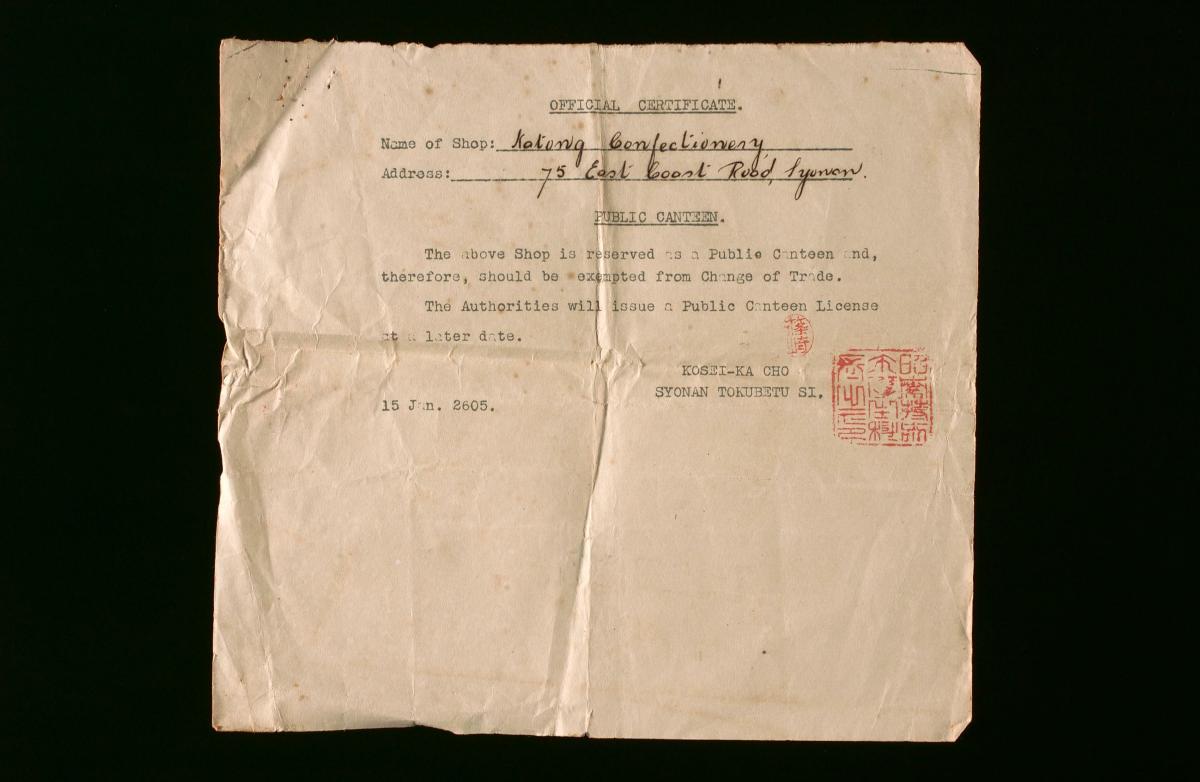 OFFICIAL CERTIFICATE.
Name of Shop: Katong Confectionery
Address: 75 East Coast Road, Syonan.
PUBLIC CANTEEN.
The above Shop is reserved as a Public Canteen and,
therefore, should be exempted from Change of Trade.
The Authorities will issue a Public Canteen License
at a later date.
KOSEI-KA CHO
SYONAN TOKUBETU SI,
15 Jan. 2605.